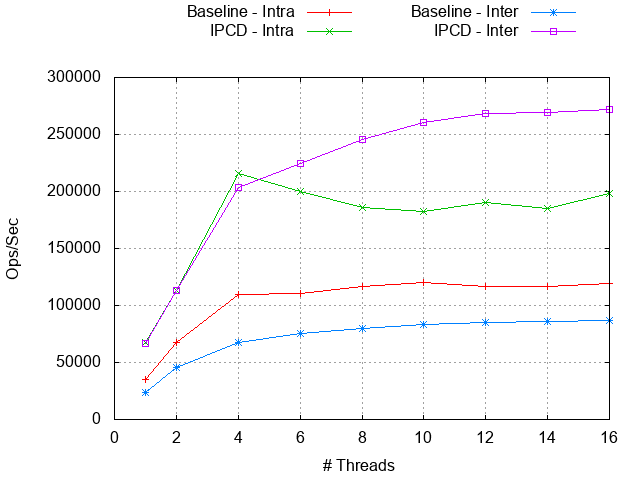 Baseline - Intra
Baseline - Inter
IPCD - Intra
IPCD - Inter
300000
250000
200000
150000
100000
50000
0
Ops/Sec
0 2 4 6 8 10 12 14 16
# Threads